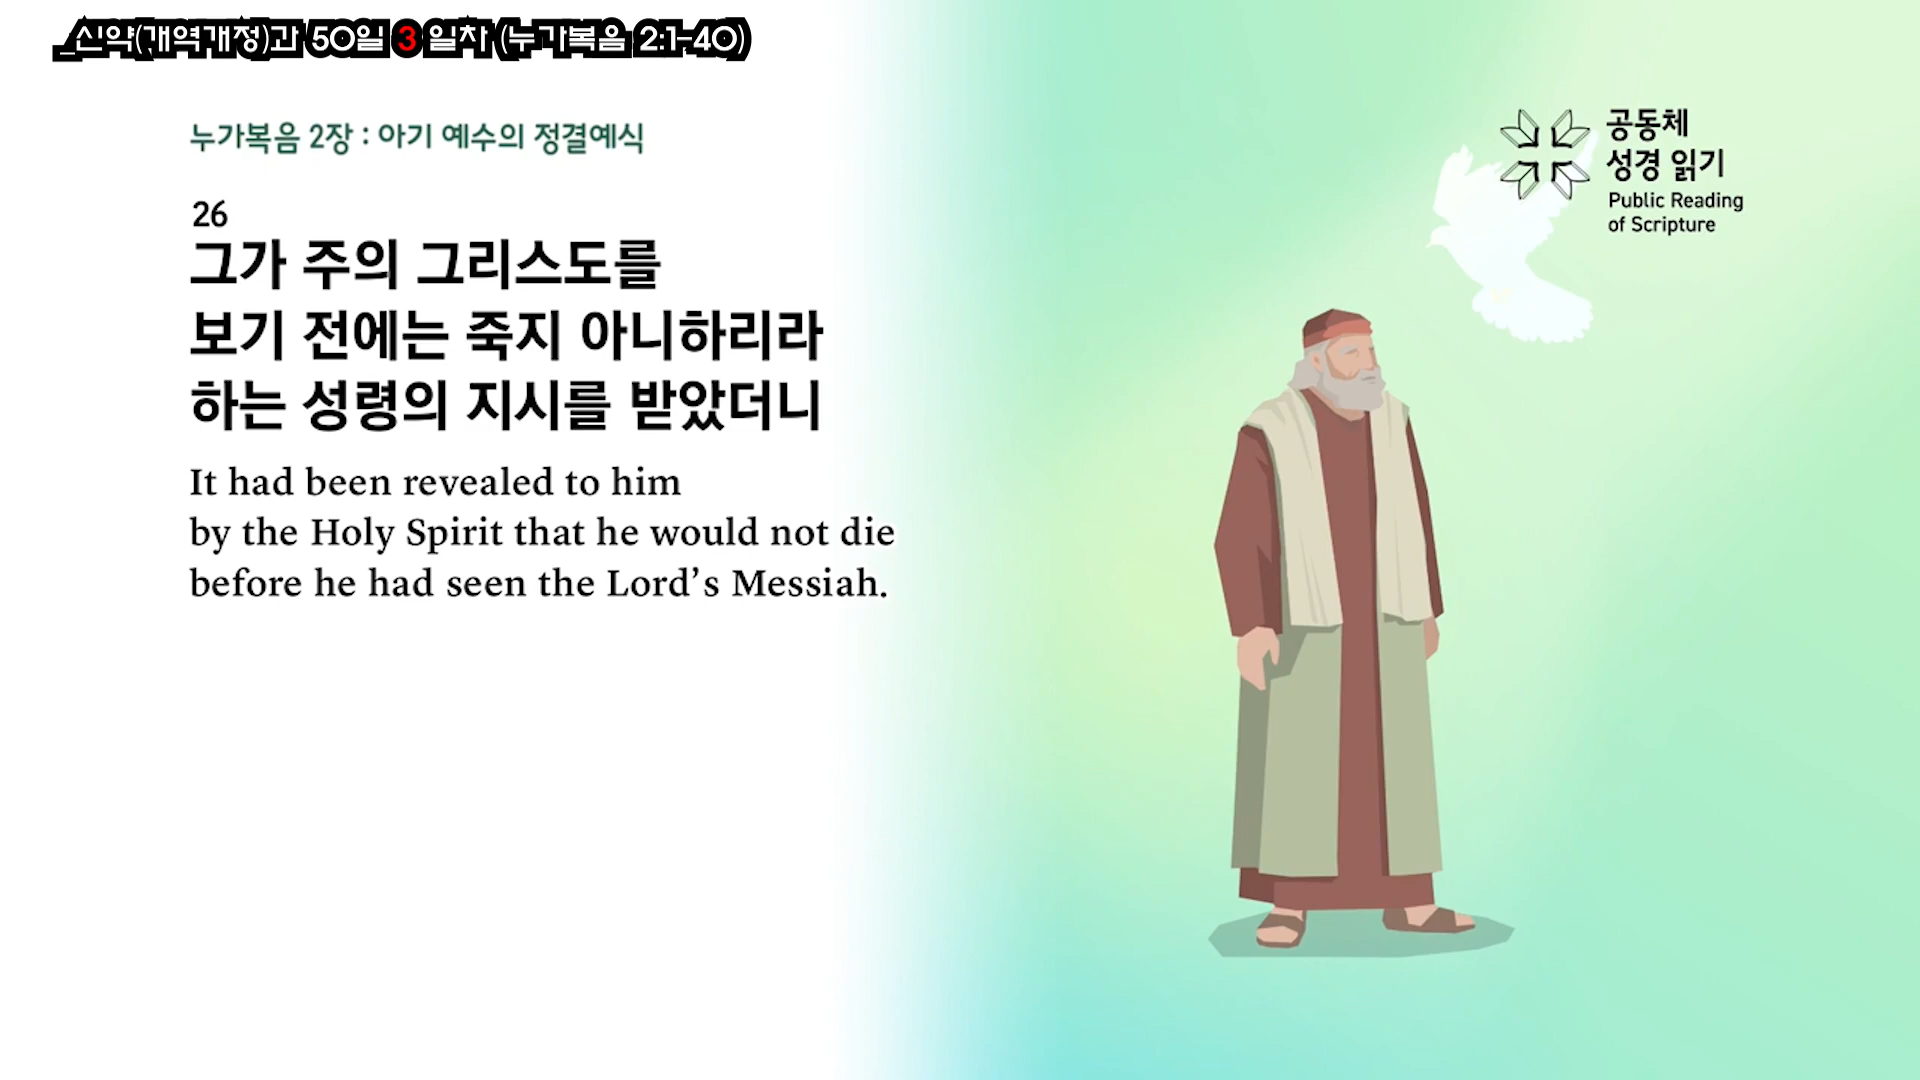 _신약(개역개정)과 50일 3 일차 (누가복음 2:1-40)
누가복음 2장 : 아기 예수의 정결예식
26
그가 주의 그리스도를
보기 전에는 죽지 아니하리라
하는 성령의 지시를 받았더니
It had been revealed to him
by the Holy Spirit that he would not die
before he had seen the Lord’s Messiah.
공동체
성경 읽기
Public Reading
of Scripture